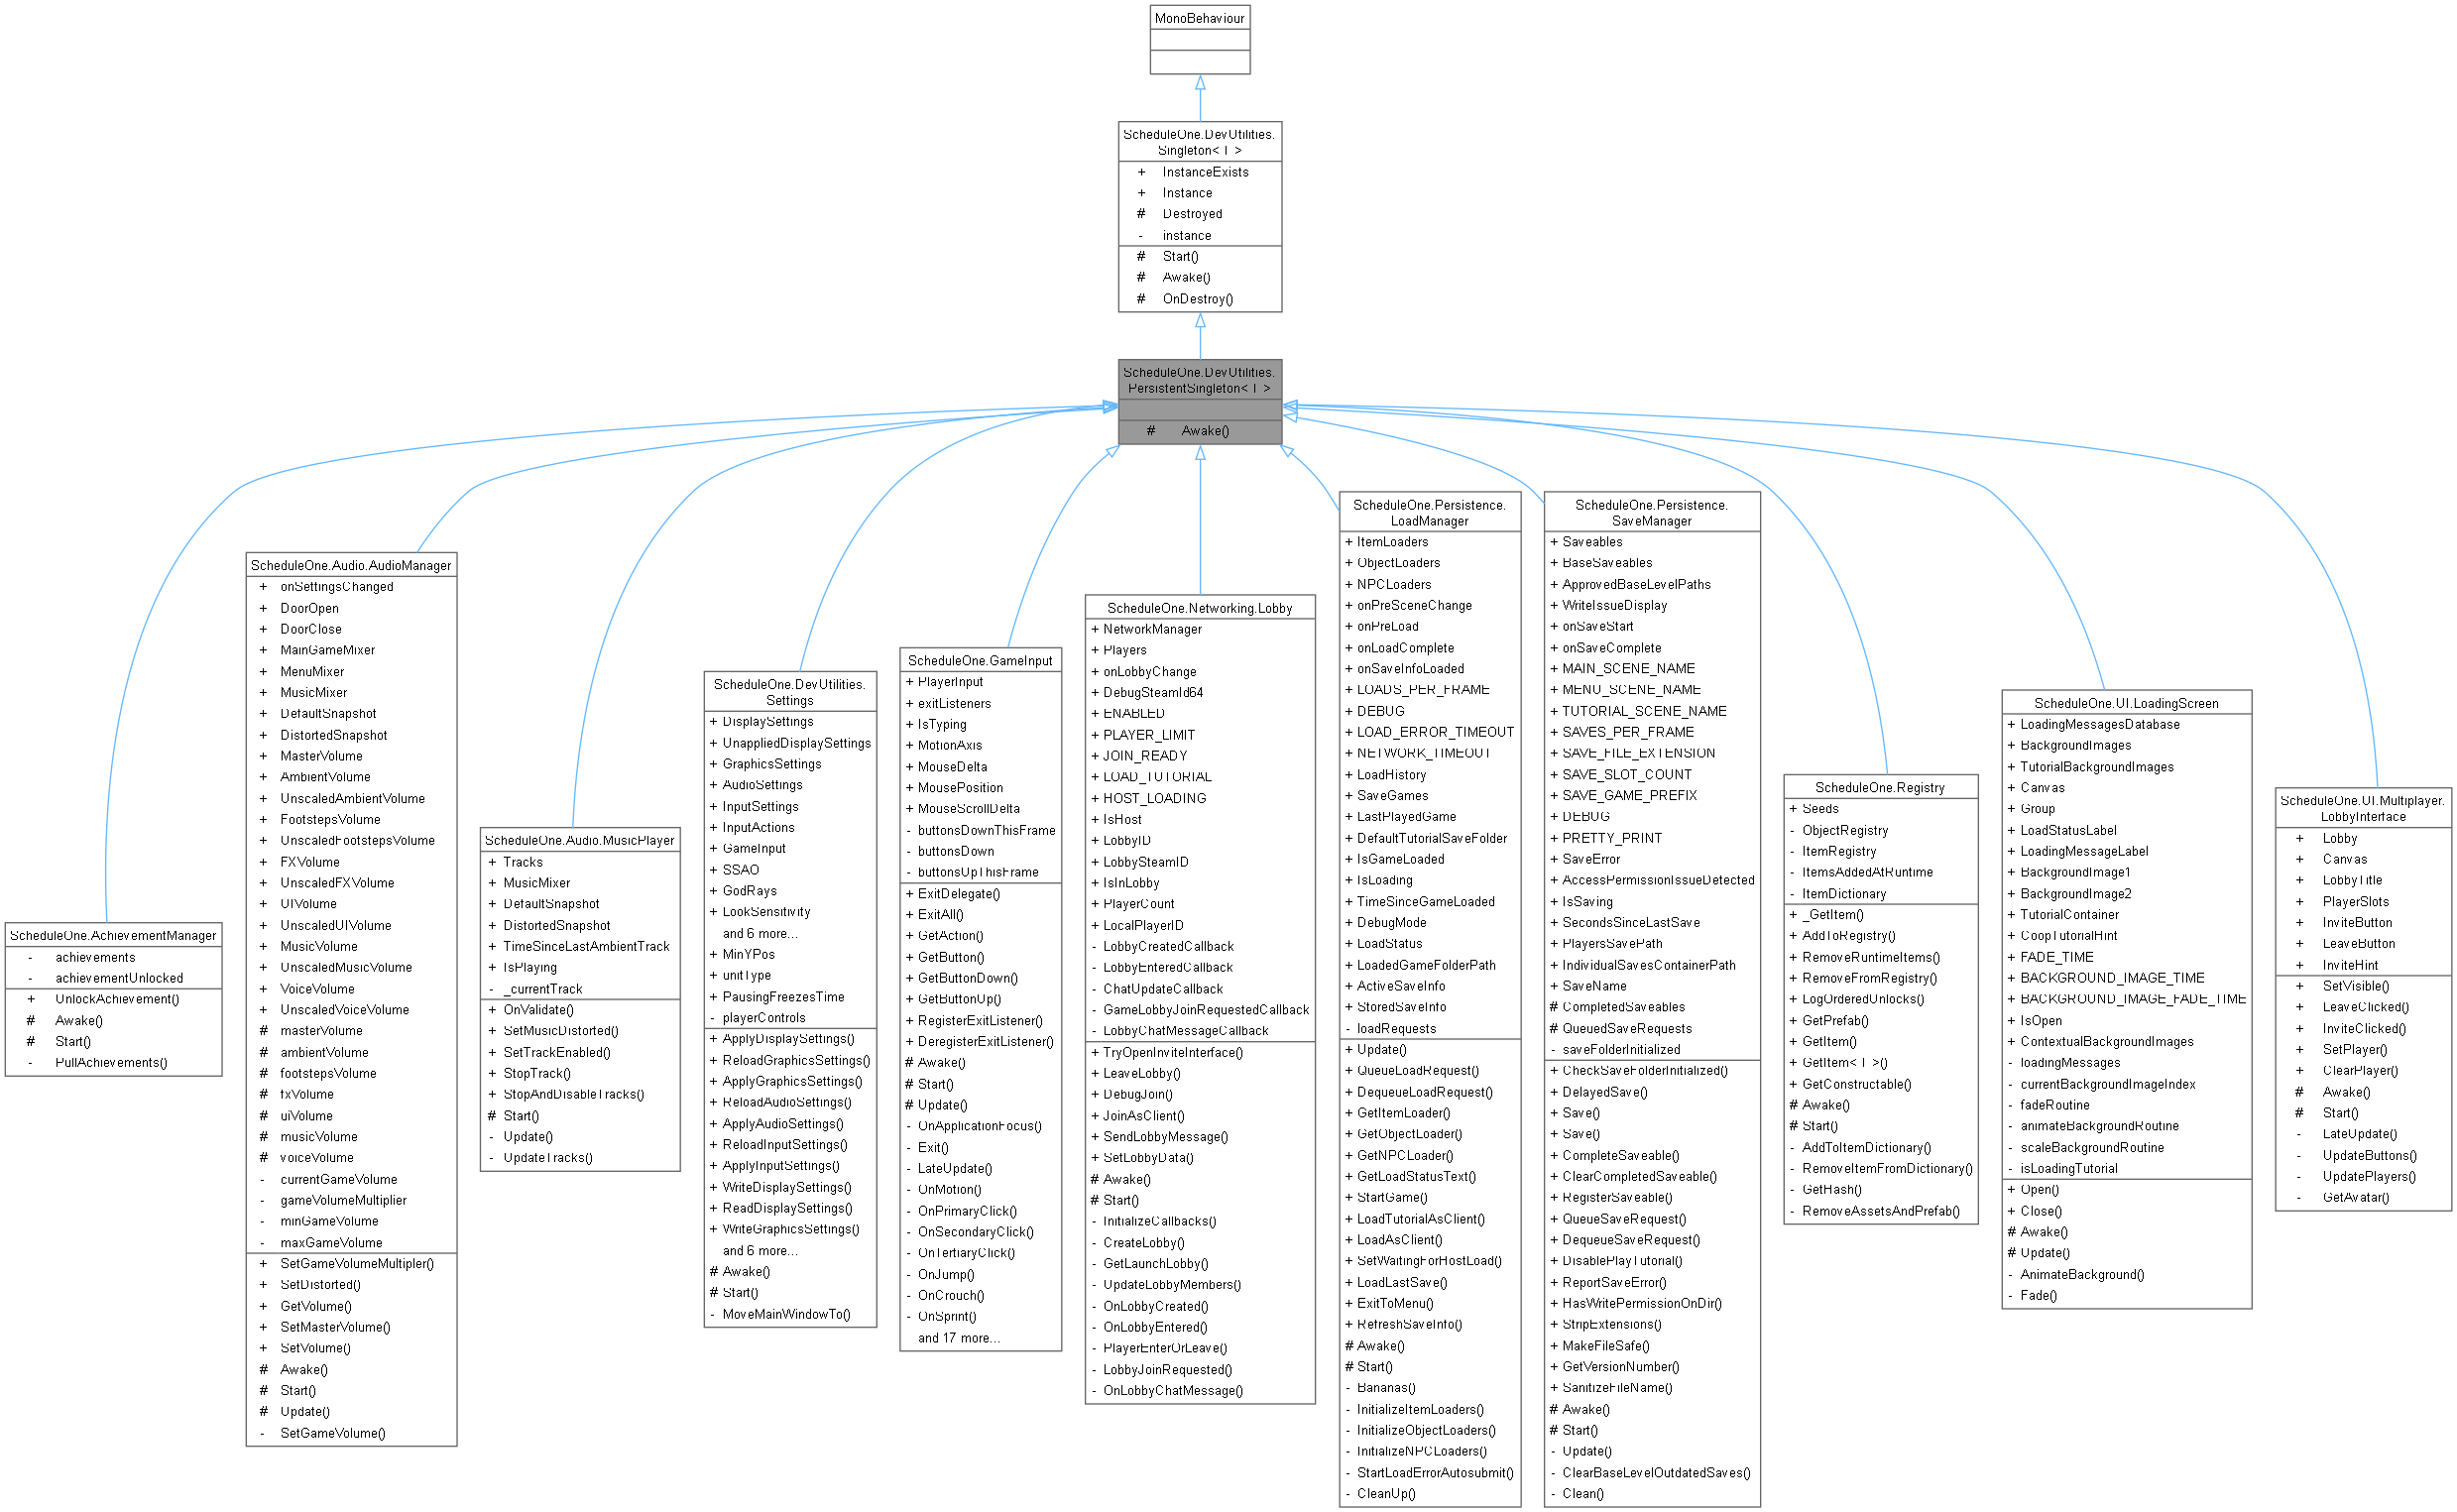 MonoBehaviour
ScheduleOne.DevUtilities.
Singleton< T >
+ InstanceExists
+ Instance
# Destroyed
- instance
# Start()
# Awake()
# OnDestroy()
ScheduleOne.DevUtilities.
PersistentSingleton< T >
# Awake()
ScheduleOne.AchievementManager
- achievements
- achievementUnlocked
+ UnlockAchievement()
# Awake()
# Start()
- PullAchievements()
ScheduleOne.Audio.AudioManager
+ onSettingsChanged
+ DoorOpen
+ DoorClose
+ MainGameMixer
+ MenuMixer
+ MusicMixer
+ DefaultSnapshot
+ DistortedSnapshot
+ MasterVolume
+ AmbientVolume
+ UnscaledAmbientVolume
+ FootstepsVolume
+ UnscaledFootstepsVolume
+ FXVolume
+ UnscaledFXVolume
+ UIVolume
+ UnscaledUIVolume
+ MusicVolume
+ UnscaledMusicVolume
+ VoiceVolume
+ UnscaledVoiceVolume
# masterVolume
# ambientVolume
# footstepsVolume
# fxVolume
# uiVolume
# musicVolume
# voiceVolume
- currentGameVolume
- gameVolumeMultiplier
- minGameVolume
- maxGameVolume
+ SetGameVolumeMultipler()
+ SetDistorted()
+ GetVolume()
+ SetMasterVolume()
+ SetVolume()
# Awake()
# Start()
# Update()
- SetGameVolume()
ScheduleOne.Audio.MusicPlayer
+ Tracks
+ MusicMixer
+ DefaultSnapshot
+ DistortedSnapshot
+ TimeSinceLastAmbientTrack
+ IsPlaying
- _currentTrack
+ OnValidate()
+ SetMusicDistorted()
+ SetTrackEnabled()
+ StopTrack()
+ StopAndDisableTracks()
# Start()
- Update()
- UpdateTracks()
ScheduleOne.DevUtilities.
Settings
+ DisplaySettings
+ UnappliedDisplaySettings
+ GraphicsSettings
+ AudioSettings
+ InputSettings
+ InputActions
+ GameInput
+ SSAO
+ GodRays
+ LookSensitivity
and 6 more...
+ MinYPos
+ unitType
+ PausingFreezesTime
- playerControls
+ ApplyDisplaySettings()
+ ReloadGraphicsSettings()
+ ApplyGraphicsSettings()
+ ReloadAudioSettings()
+ ApplyAudioSettings()
+ ReloadInputSettings()
+ ApplyInputSettings()
+ WriteDisplaySettings()
+ ReadDisplaySettings()
+ WriteGraphicsSettings()
and 6 more...
# Awake()
# Start()
- MoveMainWindowTo()
ScheduleOne.GameInput
+ PlayerInput
+ exitListeners
+ IsTyping
+ MotionAxis
+ MouseDelta
+ MousePosition
+ MouseScrollDelta
- buttonsDownThisFrame
- buttonsDown
- buttonsUpThisFrame
+ ExitDelegate()
+ ExitAll()
+ GetAction()
+ GetButton()
+ GetButtonDown()
+ GetButtonUp()
+ RegisterExitListener()
+ DeregisterExitListener()
# Awake()
# Start()
# Update()
- OnApplicationFocus()
- Exit()
- LateUpdate()
- OnMotion()
- OnPrimaryClick()
- OnSecondaryClick()
- OnTertiaryClick()
- OnJump()
- OnCrouch()
- OnSprint()
and 17 more...
ScheduleOne.Networking.Lobby
+ NetworkManager
+ Players
+ onLobbyChange
+ DebugSteamId64
+ ENABLED
+ PLAYER_LIMIT
+ JOIN_READY
+ LOAD_TUTORIAL
+ HOST_LOADING
+ IsHost
+ LobbyID
+ LobbySteamID
+ IsInLobby
+ PlayerCount
+ LocalPlayerID
- LobbyCreatedCallback
- LobbyEnteredCallback
- ChatUpdateCallback
- GameLobbyJoinRequestedCallback
- LobbyChatMessageCallback
+ TryOpenInviteInterface()
+ LeaveLobby()
+ DebugJoin()
+ JoinAsClient()
+ SendLobbyMessage()
+ SetLobbyData()
# Awake()
# Start()
- InitializeCallbacks()
- CreateLobby()
- GetLaunchLobby()
- UpdateLobbyMembers()
- OnLobbyCreated()
- OnLobbyEntered()
- PlayerEnterOrLeave()
- LobbyJoinRequested()
- OnLobbyChatMessage()
ScheduleOne.Persistence.
LoadManager
+ ItemLoaders
+ ObjectLoaders
+ NPCLoaders
+ onPreSceneChange
+ onPreLoad
+ onLoadComplete
+ onSaveInfoLoaded
+ LOADS_PER_FRAME
+ DEBUG
+ LOAD_ERROR_TIMEOUT
+ NETWORK_TIMEOUT
+ LoadHistory
+ SaveGames
+ LastPlayedGame
+ DefaultTutorialSaveFolder
+ IsGameLoaded
+ IsLoading
+ TimeSinceGameLoaded
+ DebugMode
+ LoadStatus
+ LoadedGameFolderPath
+ ActiveSaveInfo
+ StoredSaveInfo
- loadRequests
+ Update()
+ QueueLoadRequest()
+ DequeueLoadRequest()
+ GetItemLoader()
+ GetObjectLoader()
+ GetNPCLoader()
+ GetLoadStatusText()
+ StartGame()
+ LoadTutorialAsClient()
+ LoadAsClient()
+ SetWaitingForHostLoad()
+ LoadLastSave()
+ ExitToMenu()
+ RefreshSaveInfo()
# Awake()
# Start()
- Bananas()
- InitializeItemLoaders()
- InitializeObjectLoaders()
- InitializeNPCLoaders()
- StartLoadErrorAutosubmit()
- CleanUp()
ScheduleOne.Persistence.
SaveManager
+ Saveables
+ BaseSaveables
+ ApprovedBaseLevelPaths
+ WriteIssueDisplay
+ onSaveStart
+ onSaveComplete
+ MAIN_SCENE_NAME
+ MENU_SCENE_NAME
+ TUTORIAL_SCENE_NAME
+ SAVES_PER_FRAME
+ SAVE_FILE_EXTENSION
+ SAVE_SLOT_COUNT
+ SAVE_GAME_PREFIX
+ DEBUG
+ PRETTY_PRINT
+ SaveError
+ AccessPermissionIssueDetected
+ IsSaving
+ SecondsSinceLastSave
+ PlayersSavePath
+ IndividualSavesContainerPath
+ SaveName
# CompletedSaveables
# QueuedSaveRequests
- saveFolderInitialized
+ CheckSaveFolderInitialized()
+ DelayedSave()
+ Save()
+ Save()
+ CompleteSaveable()
+ ClearCompletedSaveable()
+ RegisterSaveable()
+ QueueSaveRequest()
+ DequeueSaveRequest()
+ DisablePlayTutorial()
+ ReportSaveError()
+ HasWritePermissionOnDir()
+ StripExtensions()
+ MakeFileSafe()
+ GetVersionNumber()
+ SanitizeFileName()
# Awake()
# Start()
- Update()
- ClearBaseLevelOutdatedSaves()
- Clean()
ScheduleOne.Registry
+ Seeds
- ObjectRegistry
- ItemRegistry
- ItemsAddedAtRuntime
- ItemDictionary
+ _GetItem()
+ AddToRegistry()
+ RemoveRuntimeItems()
+ RemoveFromRegistry()
+ LogOrderedUnlocks()
+ GetPrefab()
+ GetItem()
+ GetItem< T >()
+ GetConstructable()
# Awake()
# Start()
- AddToItemDictionary()
- RemoveItemFromDictionary()
- GetHash()
- RemoveAssetsAndPrefab()
ScheduleOne.UI.LoadingScreen
+ LoadingMessagesDatabase
+ BackgroundImages
+ TutorialBackgroundImages
+ Canvas
+ Group
+ LoadStatusLabel
+ LoadingMessageLabel
+ BackgroundImage1
+ BackgroundImage2
+ TutorialContainer
+ CoopTutorialHint
+ FADE_TIME
+ BACKGROUND_IMAGE_TIME
+ BACKGROUND_IMAGE_FADE_TIME
+ IsOpen
+ ContextualBackgroundImages
- loadingMessages
- currentBackgroundImageIndex
- fadeRoutine
- animateBackgroundRoutine
- scaleBackgroundRoutine
- isLoadingTutorial
+ Open()
+ Close()
# Awake()
# Update()
- AnimateBackground()
- Fade()
ScheduleOne.UI.Multiplayer.
LobbyInterface
+ Lobby
+ Canvas
+ LobbyTitle
+ PlayerSlots
+ InviteButton
+ LeaveButton
+ InviteHint
+ SetVisible()
+ LeaveClicked()
+ InviteClicked()
+ SetPlayer()
+ ClearPlayer()
# Awake()
# Start()
- LateUpdate()
- UpdateButtons()
- UpdatePlayers()
- GetAvatar()